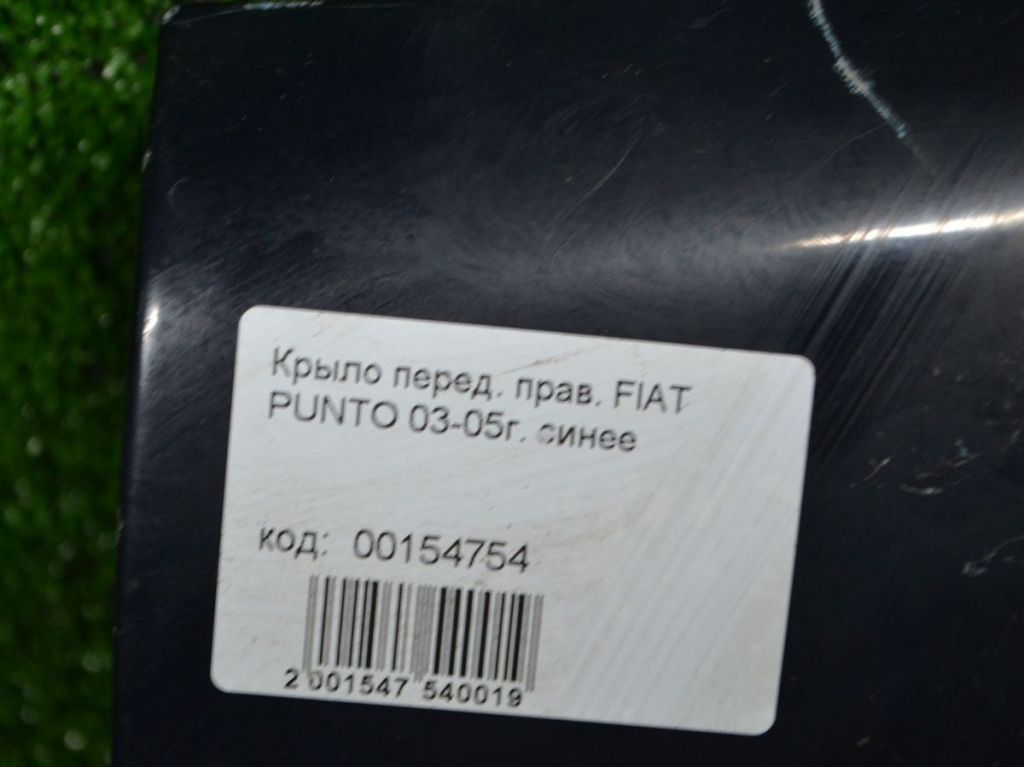 Крыло перед. прав. FIAT
PUNTO 03-05г. синее
код: 00154754
2 001547 540019